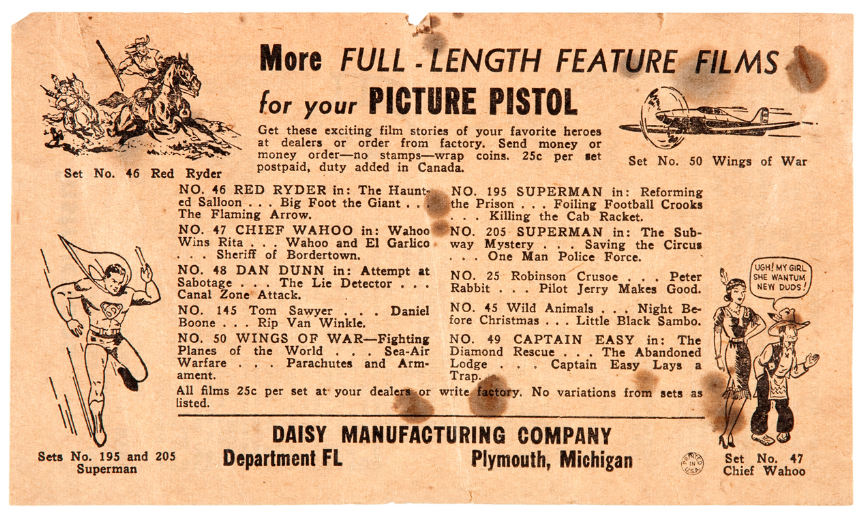 More FULL-LENGTH FEATURE FILMS
for your PICTURE PISTOL
Get these exciting film stories of your favorite heroes
at dealers or order from factory. Send money or
money order—no stamps—wrap coins. 25c per set
postpaid, duty added in Canada.
Set No. 46 Red Ryder
Set No. 50 Wings of War
NO. 46 RED RYDER in: The Haunt-
ed Salloon . . . Big Foot the Giant . . .
The Flaming Arrow.
NO. 47 CHIEF WAHOO in: Wahoo
Wins Rita . . . Wahoo and El Garlico
. . . Sheriff of Bordertown.
NO. 48 DAN DUNN in: Attempt at
Sabotage . . . The Lie Detector . . .
Canal Zone Attack.
NO. 145 Tom Sawyer . . . Daniel
Boone . . . Rip Van Winkle.
NO. 50 WINGS OF WAR—Fighting
Planes of the World . . . Sea-Air
Warfare . . . Parachutes and Arm-
ament.
NO. 195 SUPERMAN in: Reforming
the Prison . . . Foiling Football Crooks
. . . Killing the Cab Racket.
NO. 205 SUPERMAN in: The Sub-
way Mystery . . . Saving the Circus
. . . One Man Police Force.
NO. 25 Robinson Crusoe . . . Peter
Rabbit . . . Pilot Jerry Makes Good.
NO. 45 Wild Animals . . . Night Be-
fore Christmas . . . Little Black Sambo.
NO. 49 CAPTAIN EASY in: The
Diamond Rescue . . . The Abandoned
Lodge . . . Captain Easy Lays a
Trap.
All films 25c per set at your dealers or write factory. No variations from sets as
listed.
UGH! MY GIRL
SHE WANTUM
NEW DUDS!
S
Sets No. 195 and 205
Superman
DAISY MANUFACTURING COMPANY
Department FL Plymouth, Michigan
PRINTED
IN
U.S.A.
Set No. 47
Chief Wahoo